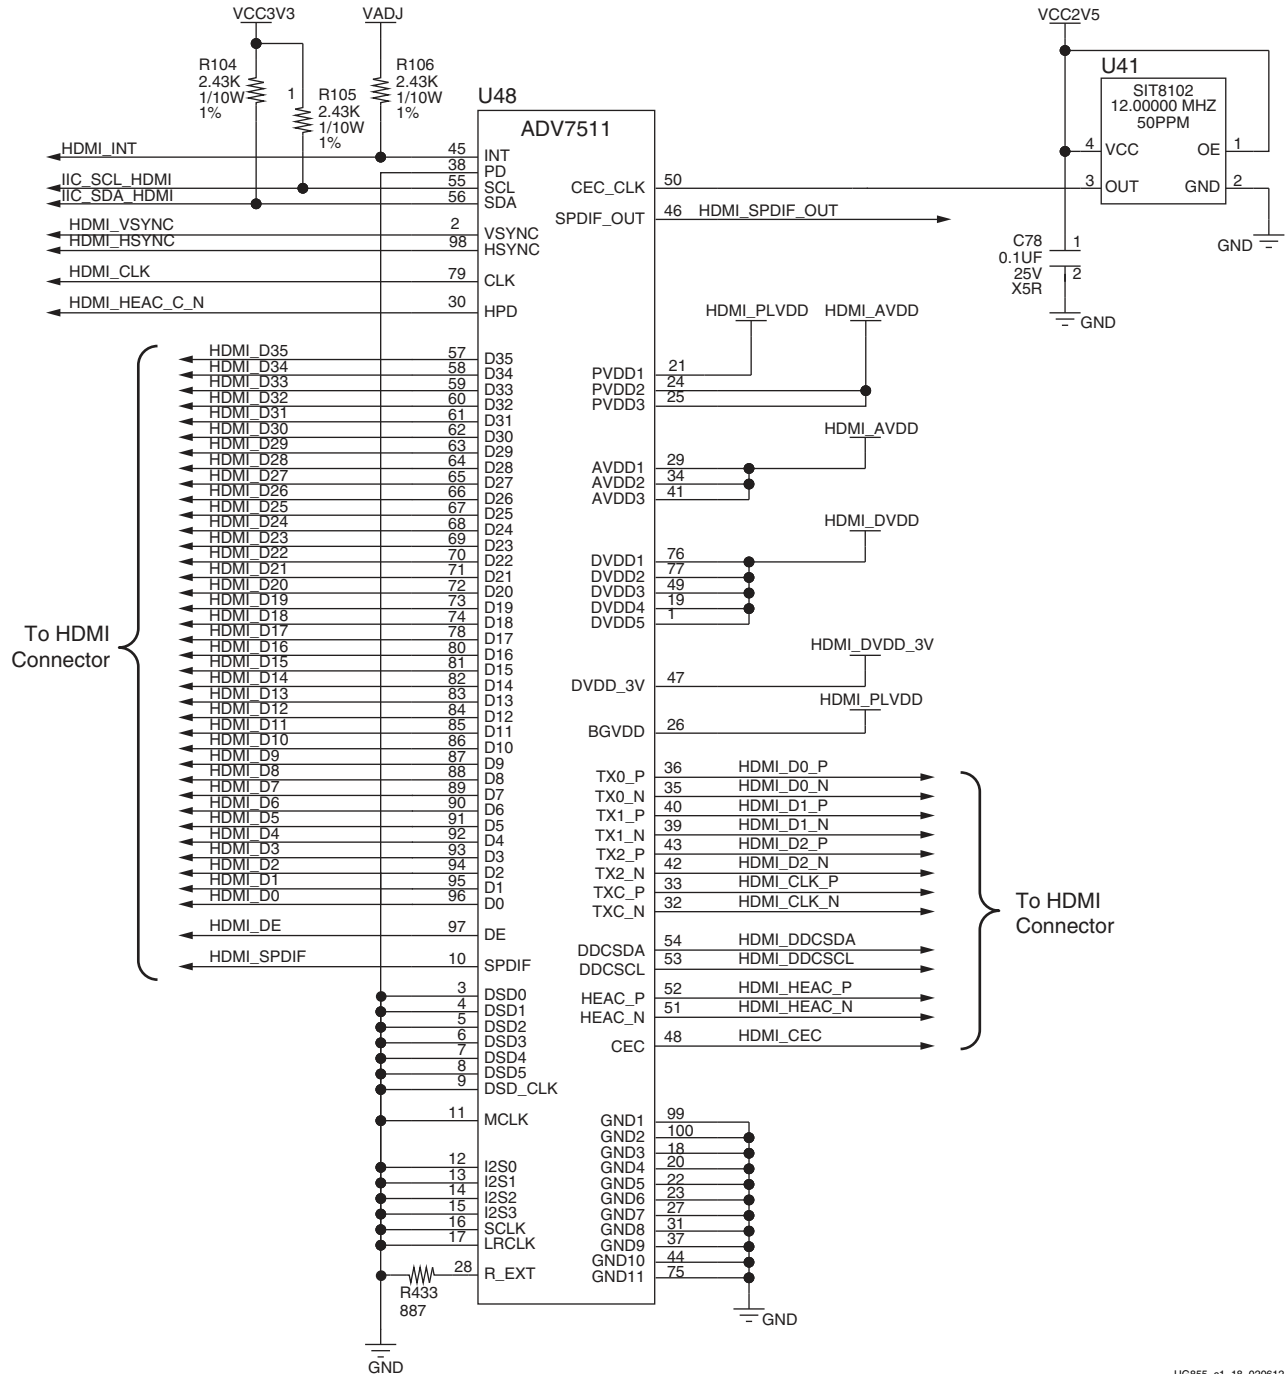 VCC3V3
VADJ
VCC2V5
R104
2.43K
1/10W
1%
1
R105
2.43K
1/10W
1%
R106
2.43K
1/10W
1%
U48
ADV7511
U41
SIT8102
12.00000 MHZ
50PPM
4 VCC OE 1
3 OUT GND 2
GND
C78 1
0.1UF
25V 2
X5R
GND
HDMI_INT 45 INT
38 PD
IIC_SCL_HDMI 55 SCL
IIC_SDA_HDMI 56 SDA
HDMI_VSYNC 2 VSYNC
HDMI_HSYNC 98 HSYNC
HDMI_CLK 79 CLK
HDMI_HEAC_C_N 30 HPD
To HDMI
Connector
HDMI_D35 57 D35
HDMI_D34 58 D34
HDMI_D33 59 D33
HDMI_D32 60 D32
HDMI_D31 61 D31
HDMI_D30 62 D30
HDMI_D29 63 D29
HDMI_D28 64 D28
HDMI_D27 65 D27
HDMI_D26 66 D26
HDMI_D25 67 D25
HDMI_D24 68 D24
HDMI_D23 69 D23
HDMI_D22 70 D22
HDMI_D21 71 D21
HDMI_D20 72 D20
HDMI_D19 73 D19
HDMI_D18 74 D18
HDMI_D17 78 D17
HDMI_D16 80 D16
HDMI_D15 81 D15
HDMI_D14 82 D14
HDMI_D13 83 D13
HDMI_D12 84 D12
HDMI_D11 85 D11
HDMI_D10 86 D10
HDMI_D9 87 D9
HDMI_D8 88 D8
HDMI_D7 89 D7
HDMI_D6 90 D6
HDMI_D5 91 D5
HDMI_D4 92 D4
HDMI_D3 93 D3
HDMI_D2 94 D2
HDMI_D1 95 D1
HDMI_D0 96 D0
HDMI_DE 97 DE
HDMI_SPDIF 10 SPDIF
3 DSD0
4 DSD1
5 DSD2
6 DSD3
7 DSD4
8 DSD5
9 DSD_CLK
11 MCLK
12 I2S0
13 I2S1
14 I2S2
15 I2S3
16 SCLK
17 LRCLK
28 R_EXT
R433
887
GND
CEC_CLK 50
SPDIF_OUT 46 HDMI_SPDIF_OUT
HDMI_PLVDD HDMI_AVDD
PVDD1 21
PVDD2 24
PVDD3 25
HDMI_AVDD
AVDD1 29
AVDD2 34
AVDD3 41
HDMI_DVDD
DVDD1 76
DVDD2 77
DVDD3 49
DVDD4 19
DVDD5 1
HDMI_DVDD_3V
DVDD_3V 47
HDMI_PLVDD
BGVDD 26
TX0_P 36 HDMI_D0_P
TX0_N 35 HDMI_D0_N
TX1_P 40 HDMI_D1_P
TX1_N 39 HDMI_D1_N
TX2_P 43 HDMI_D2_P
TX2_N 42 HDMI_D2_N
TXC_P 33 HDMI_CLK_P
TXC_N 32 HDMI_CLK_N
DDCSDA 54 HDMI_DDCSDA
DDCSCL 53 HDMI_DDCSCL
HEAC_P 52 HDMI_HEAC_P
HEAC_N 51 HDMI_HEAC_N
CEC 48 HDMI_CEC
To HDMI
Connector
GND1 99
GND2 100
GND3 18
GND4 20
GND5 22
GND6 23
GND7 27
GND8 31
GND9 37
GND10 44
GND11 75
GND